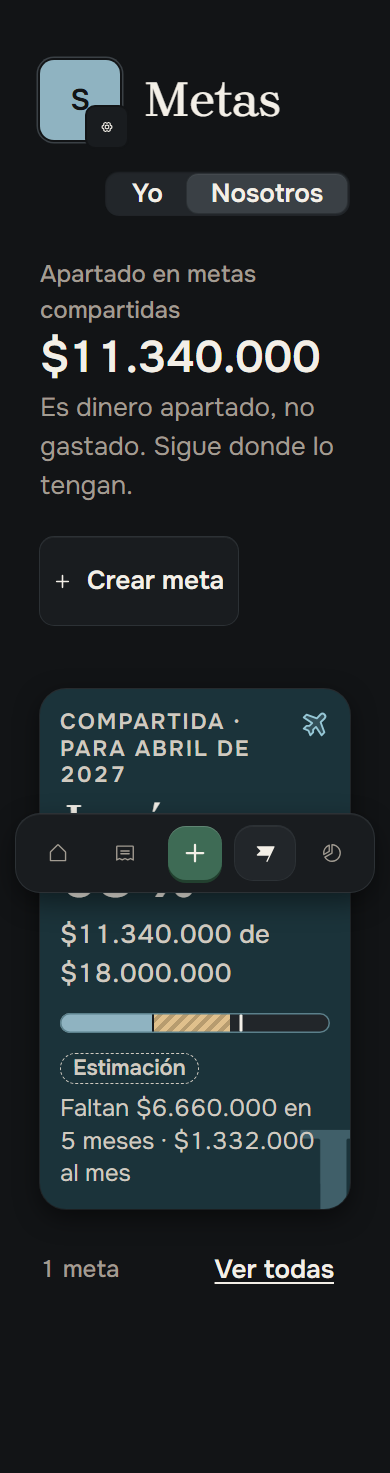 S
Metas
Yo
Nosotros
Apartado en metas
compartidas
$11.340.000
Es dinero apartado, no
gastado. Sigue donde lo
tengan.
+ Crear meta
COMPARTIDA ·
PARA ABRIL DE
2027
$11.340.000 de
$18.000.000
Estimación
Faltan $6.660.000 en
5 meses · $1.332.000
al mes
1 meta
Ver todas